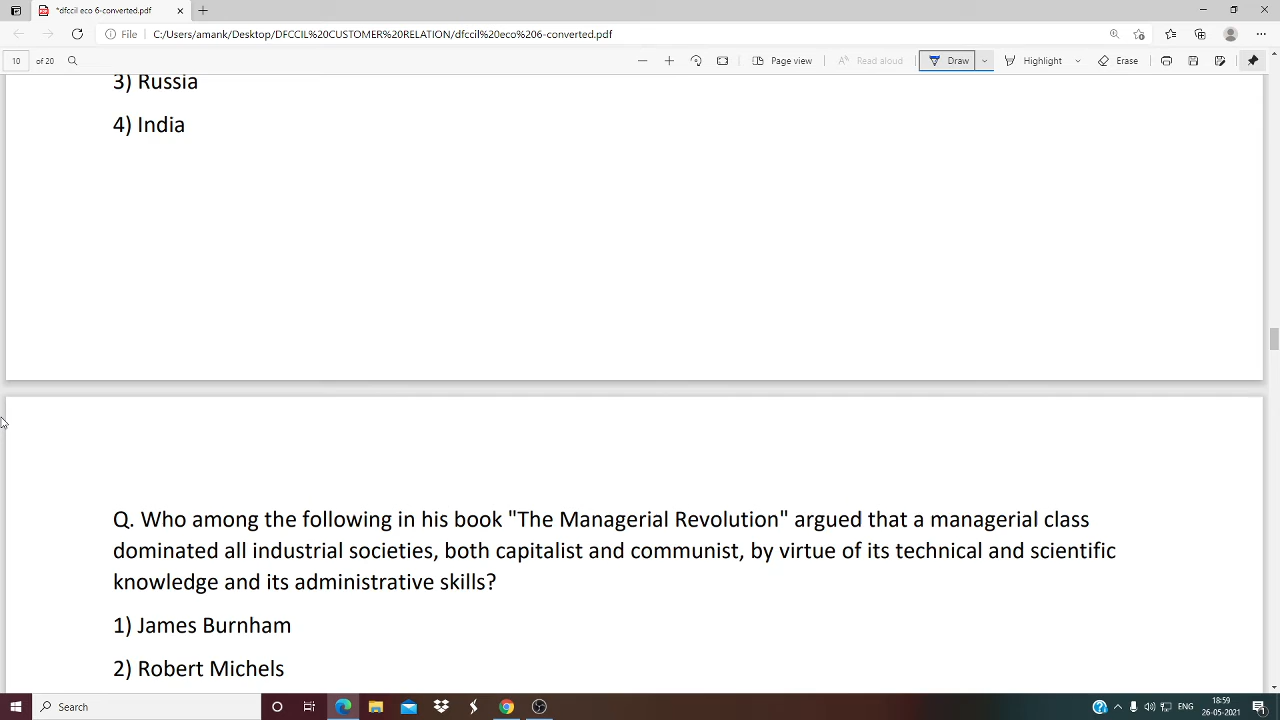 *dfccil eco 6-converted.pdf
File
C:/Users/amank/Desktop/DFCCIL%20CUSTOMER%20RELATION/dfccil%20eco%206-converted.pdf
10 of 20
Page view
Read aloud
Draw
Highlight
Erase
3) Russia
4) India
Q. Who among the following in his book "The Managerial Revolution" argued that a managerial class
dominated all industrial societies, both capitalist and communist, by virtue of its technical and scientific
knowledge and its administrative skills?
1) James Burnham
2) Robert Michels
Search
ENG
18:59
26-05-2021
1